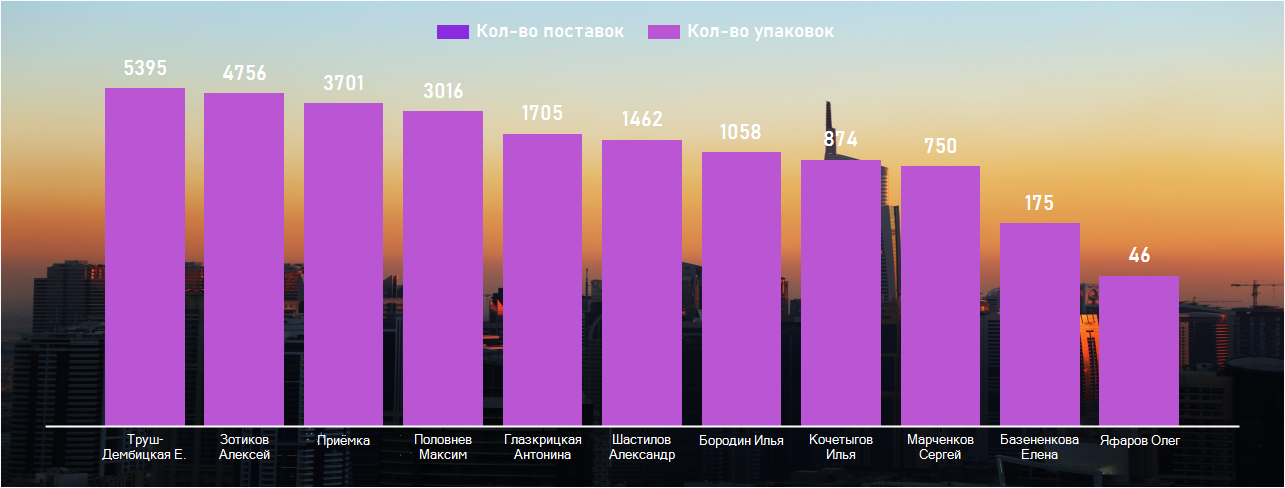 Кол-во поставок Кол-во упаковок
5395
4756
3701
3016
1705
1462
1058
874
750
175
46
Труш-
Дембицкая Е.
Зотиков
Алексей
Приёмка
Половнев
Максим
Глазкрицкая
Антонина
Шастилов
Александр
Бородин Илья
Кочетыгов
Илья
Марченков
Сергей
Базененкова
Елена
Яфаров Олег